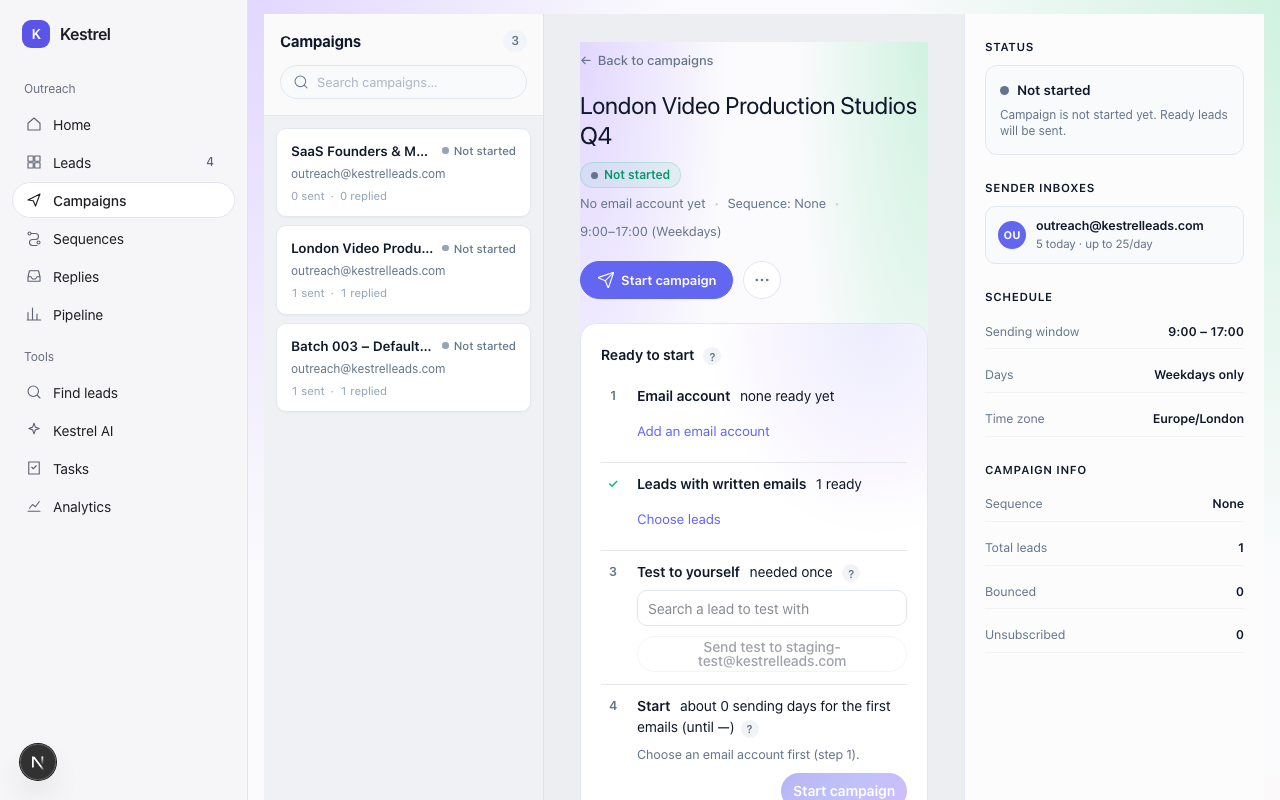 K Kestrel
Outreach
Home
Leads 4
Campaigns
Sequences
Replies
Pipeline
Tools
Find leads
Kestrel AI
Tasks
Analytics
N
Campaigns 3
Search campaigns...
SaaS Founders & M... Not started
outreach@kestrelleads.com
0 sent · 0 replied
London Video Produ... Not started
outreach@kestrelleads.com
1 sent · 1 replied
Batch 003 – Default... Not started
outreach@kestrelleads.com
1 sent · 1 replied
← Back to campaigns
London Video Production Studios
Q4
Not started
No email account yet · Sequence: None ·
9:00–17:00 (Weekdays)
Start campaign ...
Ready to start ?
1 Email account none ready yet
Add an email account
Leads with written emails 1 ready
Choose leads
3 Test to yourself needed once ?
Search a lead to test with
Send test to staging-
test@kestrelleads.com
4 Start about 0 sending days for the first
emails (until —) ?
Choose an email account first (step 1).
Start campaign
STATUS
Not started
Campaign is not started yet. Ready leads
will be sent.
SENDER INBOXES
OU outreach@kestrelleads.com
5 today · up to 25/day
SCHEDULE
Sending window 9:00 – 17:00
Days Weekdays only
Time zone Europe/London
CAMPAIGN INFO
Sequence None
Total leads 1
Bounced 0
Unsubscribed 0